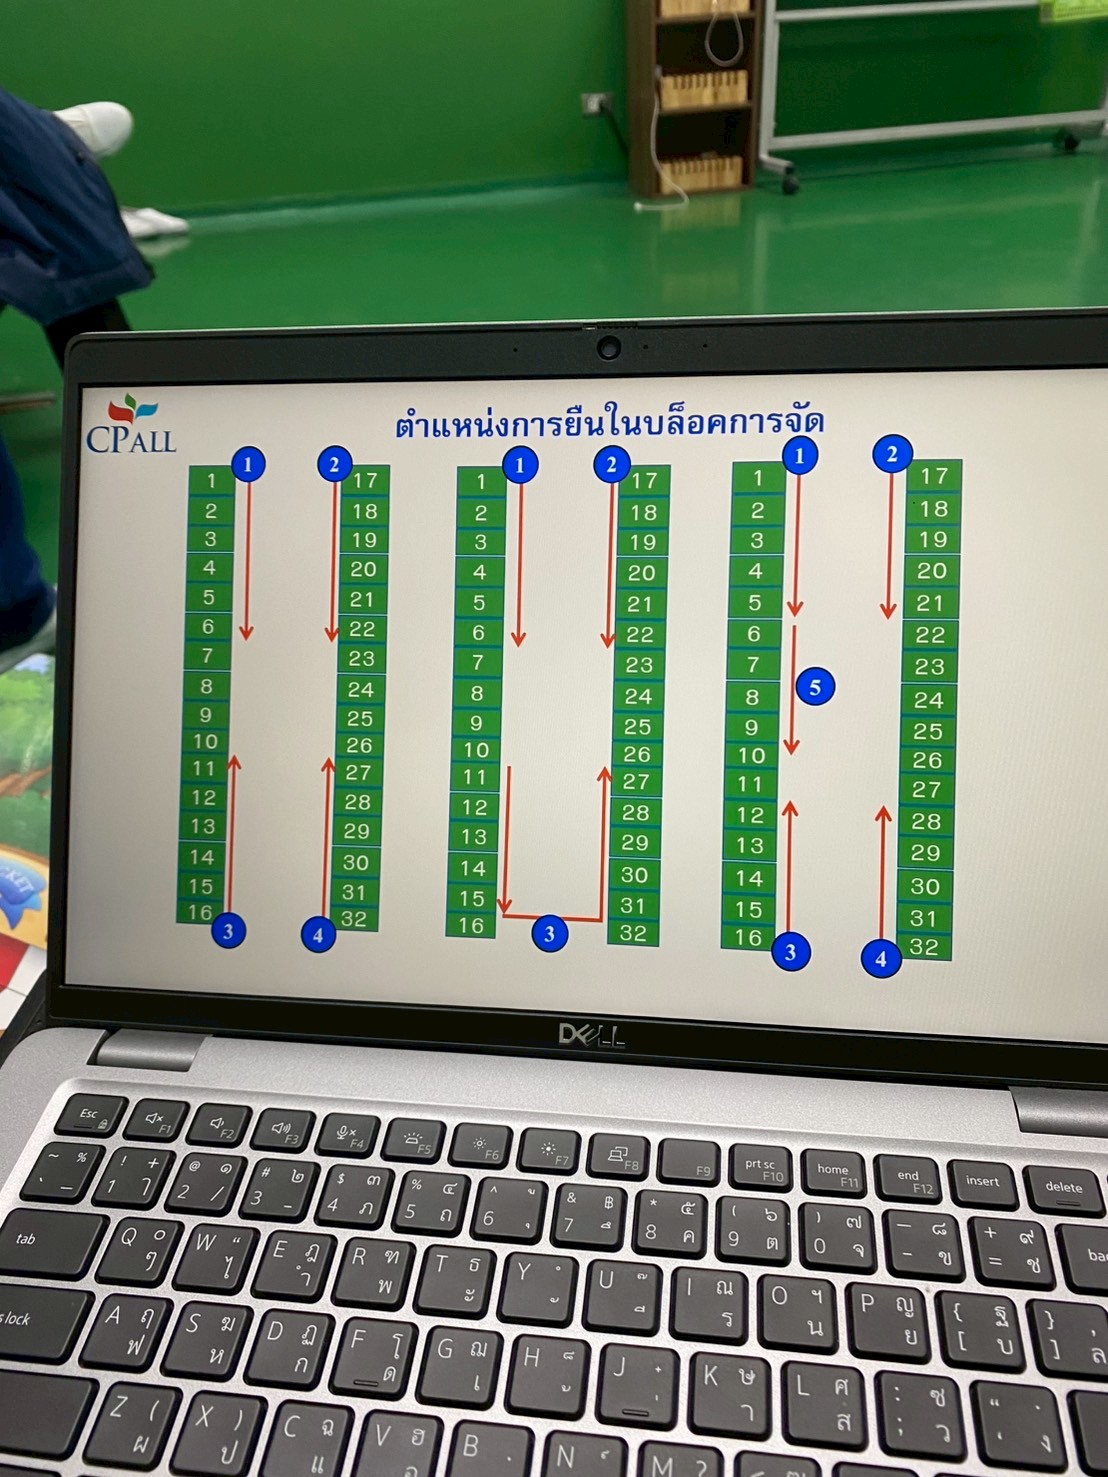 CPALL
ตำแหน่งการยืนในบล็อคการจัด
1 1 2 17 1 1 2 17 1 1 2 17
2 18 2 18 2 18
3 19 3 19 3 19
4 20 4 20 4 20
5 21 5 21 5 21
6 22 6 22 6 22
7 23 7 23 7 5 23
8 24 8 24 8 24
9 25 9 25 9 25
10 26 10 26 10 26
11 27 11 27 11 27
12 28 12 28 12 28
13 29 13 29 13 29
14 30 14 30 14 30
15 31 15 31 15 31
16 3 4 32 16 3 32 16 3 4 32
DELL
Esc F1 F2 F3 F4 F5 F6 F7 F8 F9 prt sc F10 home F11 end F12 insert delete
~ % ` _ ! + 1 ๅ @ ๑ 2 / # ๒ 3 - $ ๓ 4 ภ % ๔ 5 ถ ^ ู 6 ุ & ฿ 7 ึ * ๕ 8 ค ( ๖ 9 ต ) ๗ 0 จ _ ๘ - ข + ๙ = ช ba
tab Q ๐ ๆ W " ไ E ฎ ำ R ฑ พ T ธ ะ Y ํ ั U ๊ ี I ณ ร O ฯ น P ญ ย { ฐ [ บ } , ] ล
s lock A ฤ ฟ S ฆ ห D ฏ ก F โ ด G ฌ เ H ็ ้ J ๋ ่ K ษ า L ศ ส : ซ ; ว " . ' ง
Z ( ผ X ) ป C ฉ แ V ฮ อ B N M ?